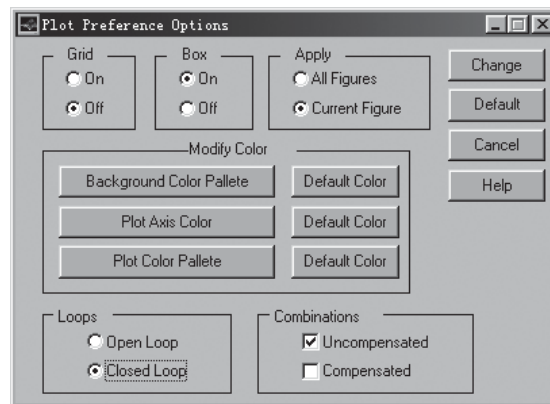 Plot Preference Options
Grid
On
Off
Box
On
Off
Apply
All Figures
Current Figure
Change
Default
Cancel
Help
Modify Color
Background Color Pallete
Default Color
Plot Axis Color
Default Color
Plot Color Pallete
Default Color
Loops
Open Loop
Closed Loop
Combinations
Uncompensated
Compensated